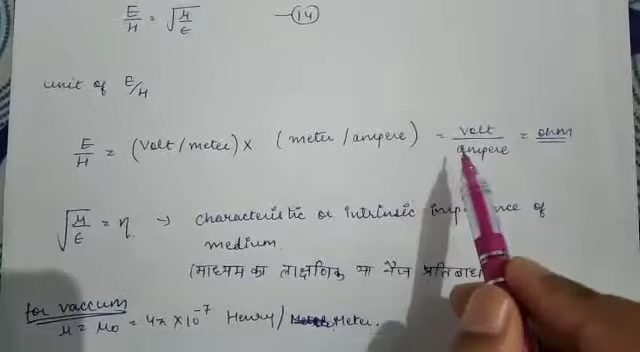 E/H = √(μ/ε) —(14)
unit of E/H
E/H = (Volt/meter) × (meter/ampere) = Volt/ampere = ohm
√(μ/ε) = η → characteristic or intrinsic of
medium.
(माध्यम का लाक्षणिक या नैज
for vaccum
μ = μ₀ = 4π × 10⁻⁷ Henry/Meter.